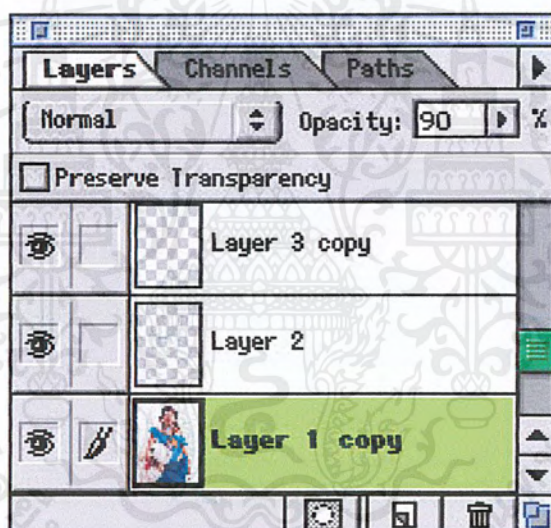 Layers Channels Paths
Normal Opacity: 90 %
Preserve Transparency
Layer 3 copy
Layer 2
Layer 1 copy